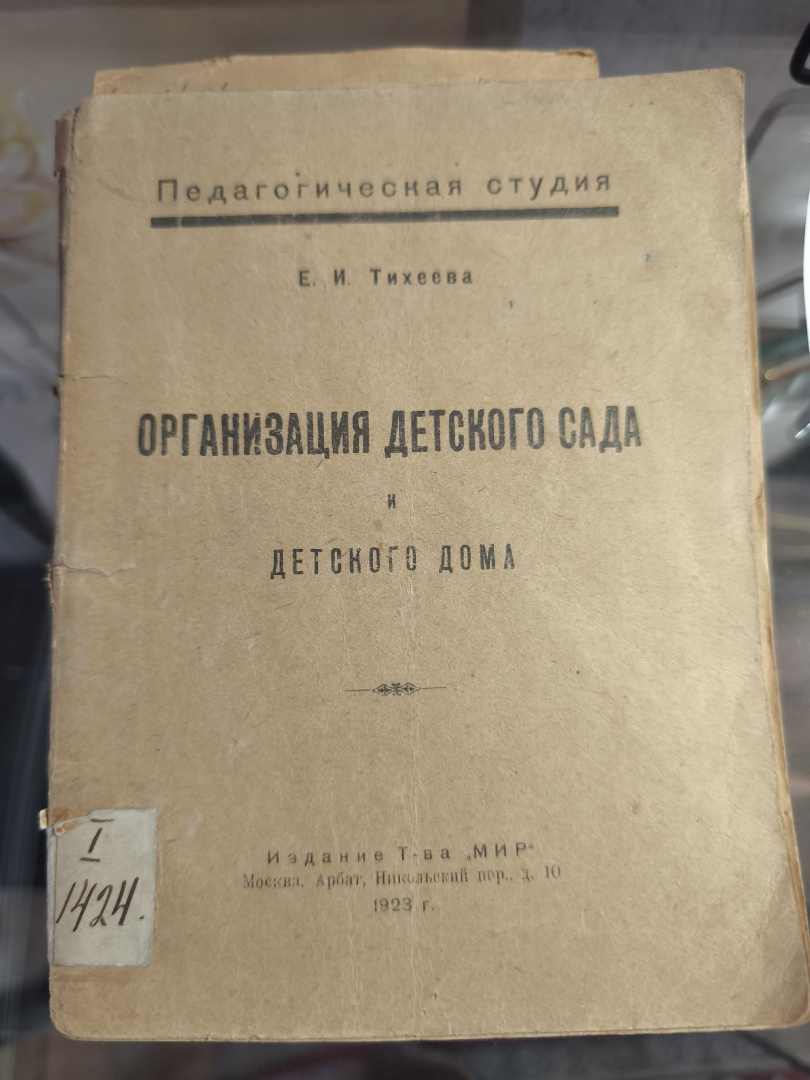 Педагогическая студия
Е. И. Тихеева
ОРГАНИЗАЦИЯ ДЕТСКОГО САДА
и
ДЕТСКОГО ДОМА
Издание Т-ва „МИР“
Москва, Арбат, Никольский пер., д. 10
1923 г.
I
1424.